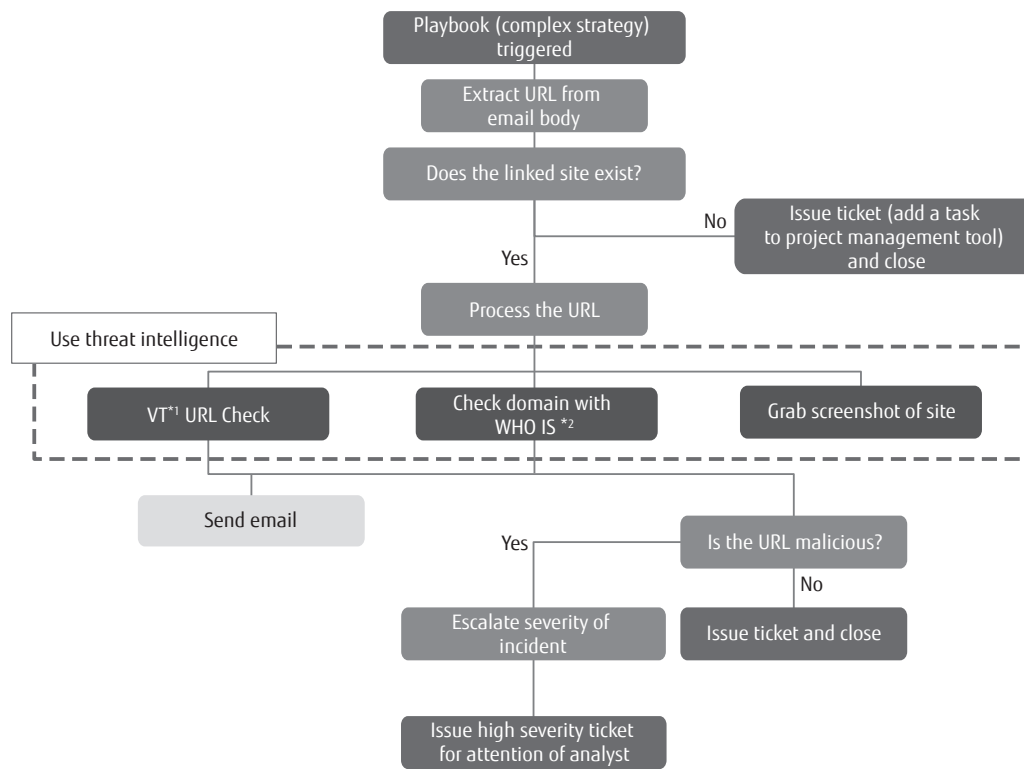 Playbook (complex strategy)
triggered
Extract URL from
email body
Does the linked site exist?
No
Issue ticket (add a task
to project management tool)
and close
Yes
Process the URL
Use threat intelligence
VT*1 URL Check
Check domain with
WHO IS *2
Grab screenshot of site
Send email
Yes
Is the URL malicious?
No
Escalate severity of
incident
Issue ticket and close
Issue high severity ticket
for attention of analyst